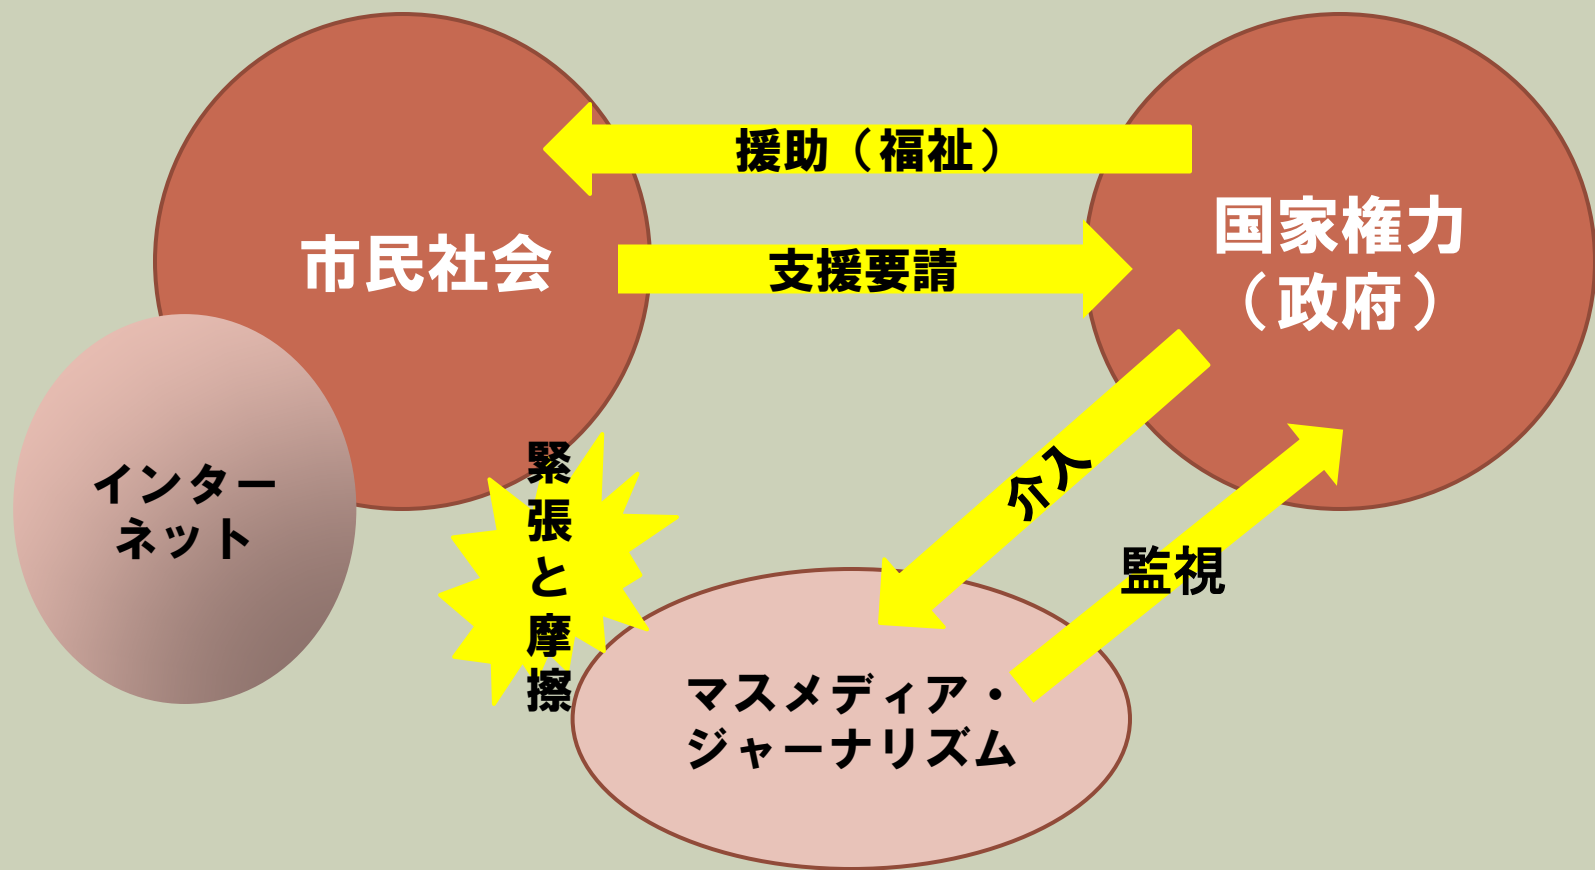 援助（福祉）
市民社会
国家権力
（政府）
支援要請
インター
ネット
緊張と摩擦
介入
監視
マスメディア・
ジャーナリズム